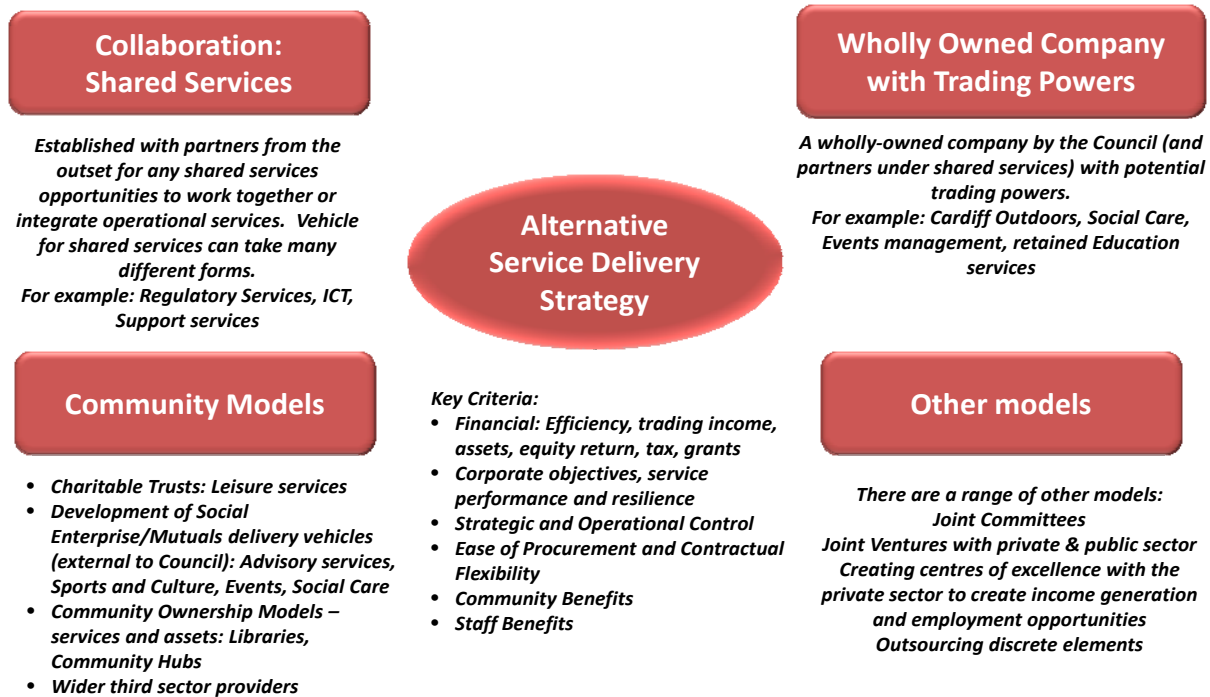 Collaboration:
Shared Services
Established with partners from the
outset for any shared services
opportunities to work together or
integrate operational services.  Vehicle
for shared services can take many
different forms.
For example: Regulatory Services, ICT,
Support services
Wholly Owned Company
with Trading Powers
A wholly-owned company by the Council (and
partners under shared services) with potential
trading powers.
For example: Cardiff Outdoors, Social Care,
Events management, retained Education
services
Alternative
Service Delivery
Strategy
Community Models
• Charitable Trusts: Leisure services
• Development of Social
Enterprise/Mutuals delivery vehicles
(external to Council): Advisory services,
Sports and Culture, Events, Social Care
• Community Ownership Models –
services and assets: Libraries,
Community Hubs
• Wider third sector providers
Key Criteria:
• Financial: Efficiency, trading income,
assets, equity return, tax, grants
• Corporate objectives, service
performance and resilience
• Strategic and Operational Control
• Ease of Procurement and Contractual
Flexibility
• Community Benefits
• Staff Benefits
Other models
There are a range of other models:
Joint Committees
Joint Ventures with private & public sector
Creating centres of excellence with the
private sector to create income generation
and employment opportunities
Outsourcing discrete elements